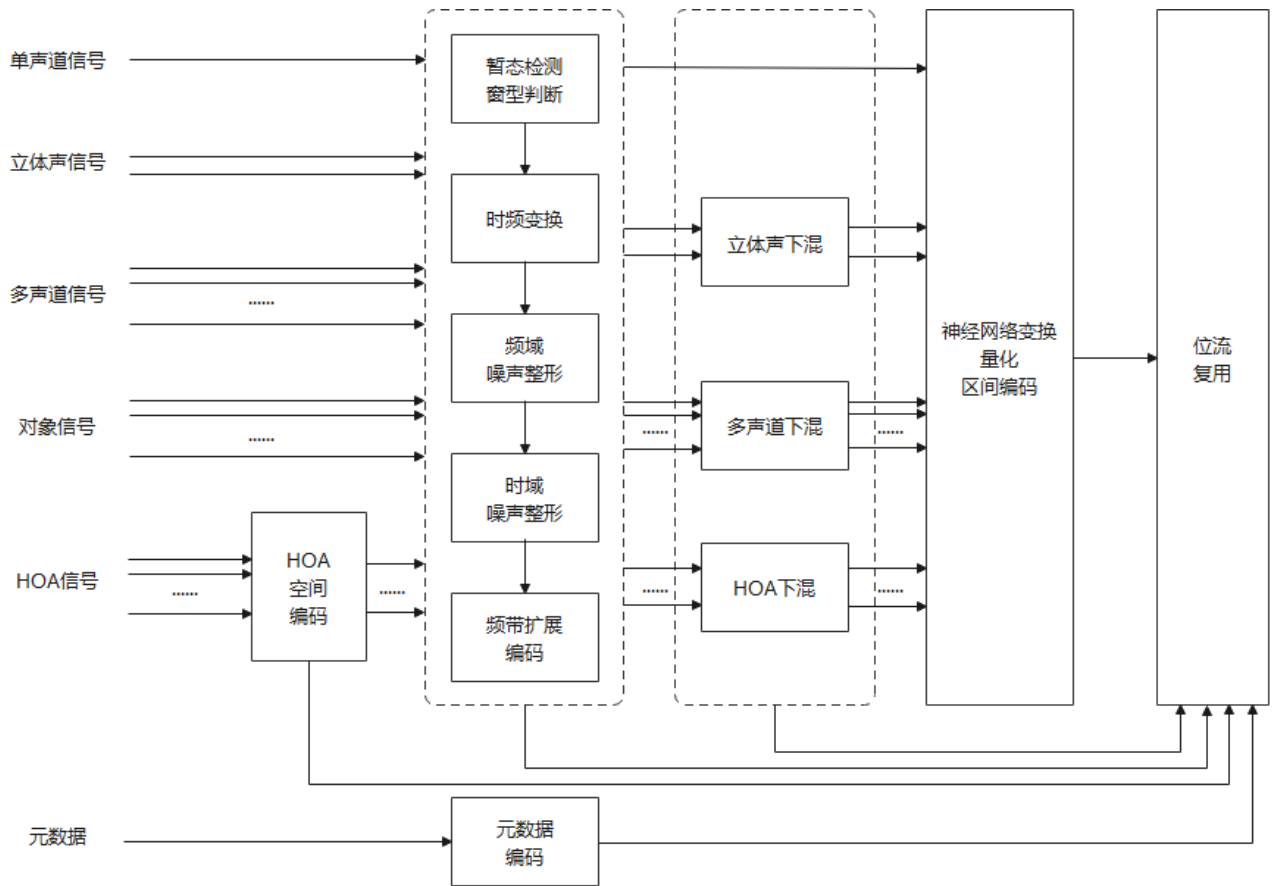 单声道信号
立体声信号
多声道信号
......
对象信号
......
HOA信号
......
HOA
空间
编码
......
元数据
暂态检测
窗型判断
时频变换
频域
噪声整形
时域
噪声整形
频带扩展
编码
元数据
编码
立体声下混
......
多声道下混
......
......
HOA下混
......
神经网络变换
量化
区间编码
位流
复用